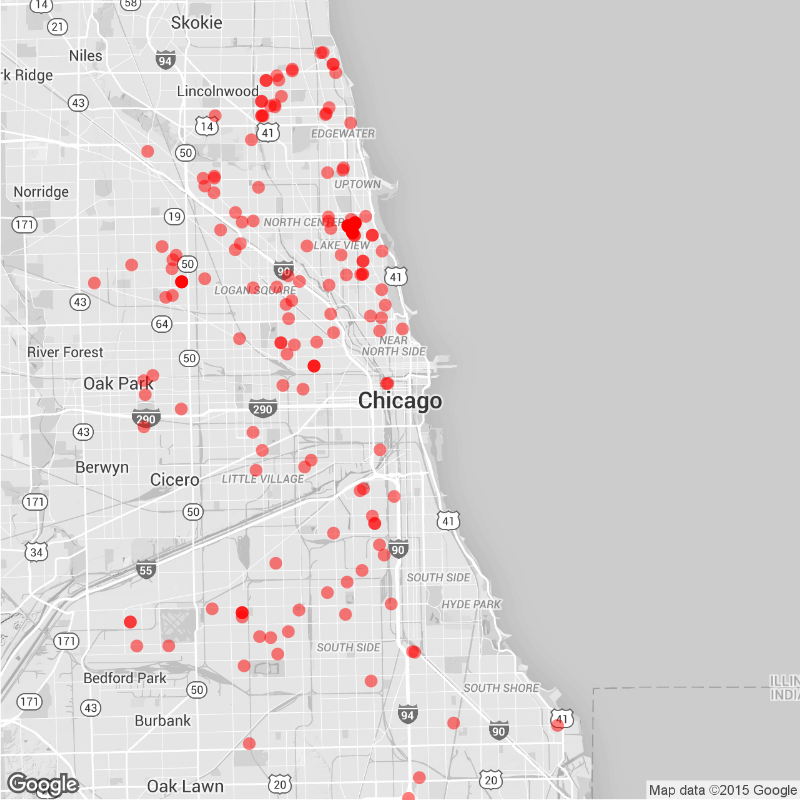 14
58
Skokie
21
Niles
94
rk Ridge
Lincolnwood
43
14
41
EDGEWATER
50
UPTOWN
Norridge
19
171
NORTH CENTER
LAKE VIEW
50
90
41
LOGAN SQUARE
43
64
NEAR
NORTH SIDE
River Forest
50
Oak Park
Chicago
290
290
43
Berwyn
LITTLE VILLAGE
Cicero
171
50
41
34
90
55
SOUTH SIDE
HYDE PARK
171
SOUTH SIDE
Bedford Park
ILLIN
INDIA
50
SOUTH SHORE
171
43
94
41
Burbank
90
20
Oak Lawn
20
Google
Map data ©2015 Google